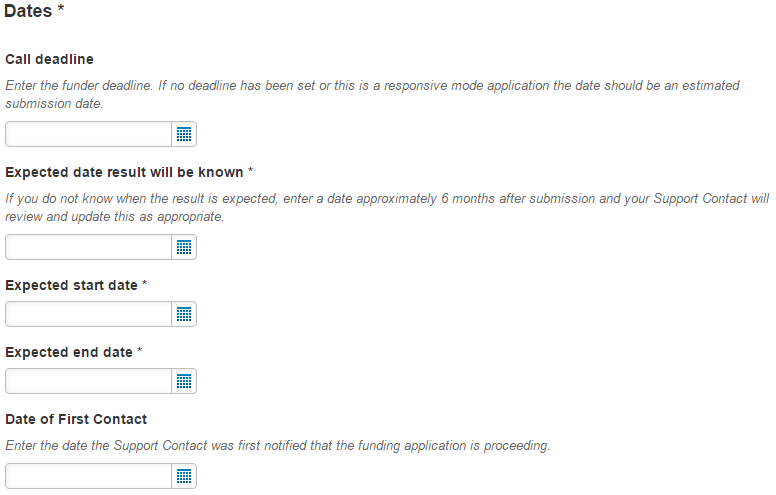 Dates *
Call deadline
Enter the funder deadline. If no deadline has been set or this is a responsive mode application the date should be an estimated
submission date.
Expected date result will be known *
If you do not know when the result is expected, enter a date approximately 6 months after submission and your Support Contact will
review and update this as appropriate.
Expected start date *
Expected end date *
Date of First Contact
Enter the date the Support Contact was first notified that the funding application is proceeding.